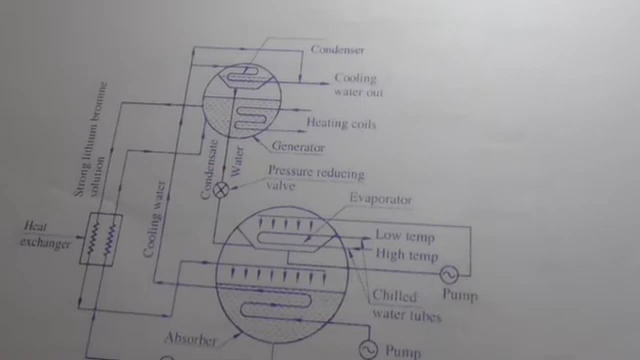 Condenser
Cooling
water out
Heating coils
Generator
Strong lithium bromine
solution
Condensate
Water
Pressure reducing
valve
Evaporator
Cooling water
Heat
exchanger
Low temp
High temp
Pump
Chilled
water tubes
Absorber
Pump